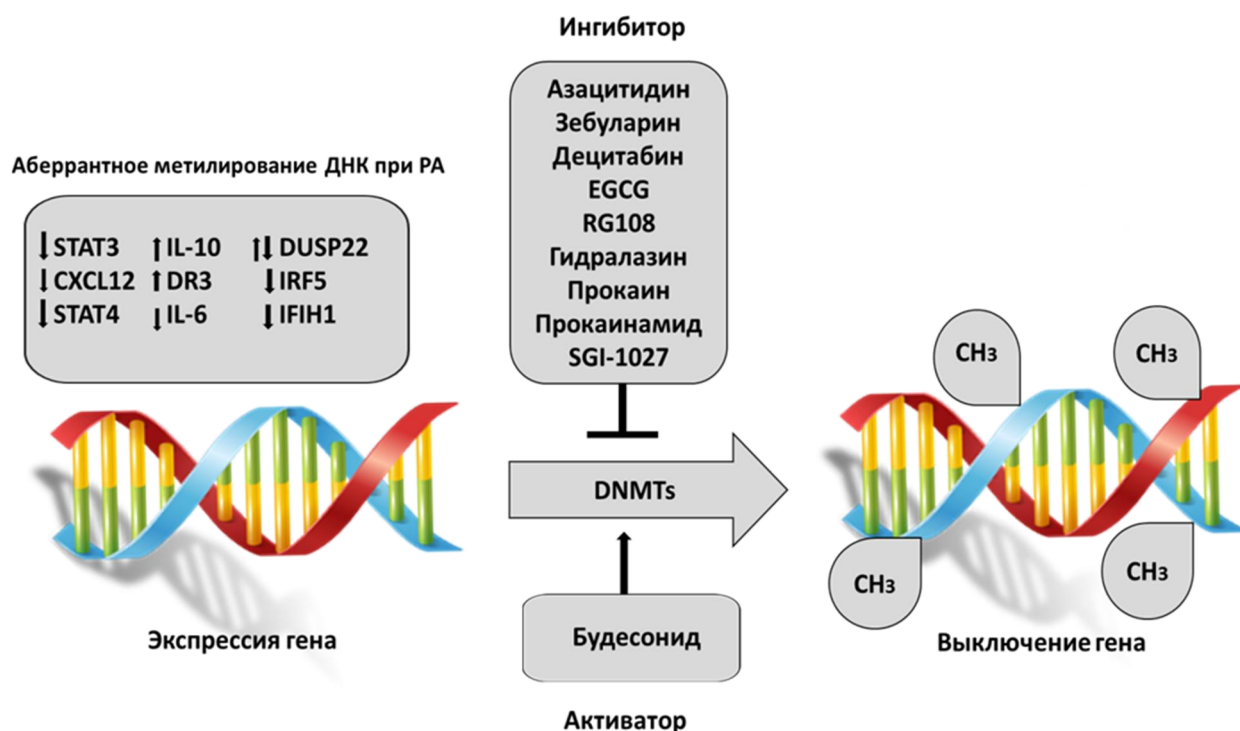 Ингибитор
Азацитидин
Зебуларин
Децитабин
EGCG
RG108
Гидралазин
Прокаин
Прокаинамид
SGI-1027
Аберрантное метилирование ДНК при РА
↓STAT3 ↑IL-10 ↑↓ DUSP22
↓CXCL12 ↑DR3 ↓IRF5
↓STAT4 ↓IL-6 ↓IFIH1
DNMTs
CH₃
CH₃
CH₃
CH₃
Экспрессия гена
Будесонид
Выключение гена
Активатор